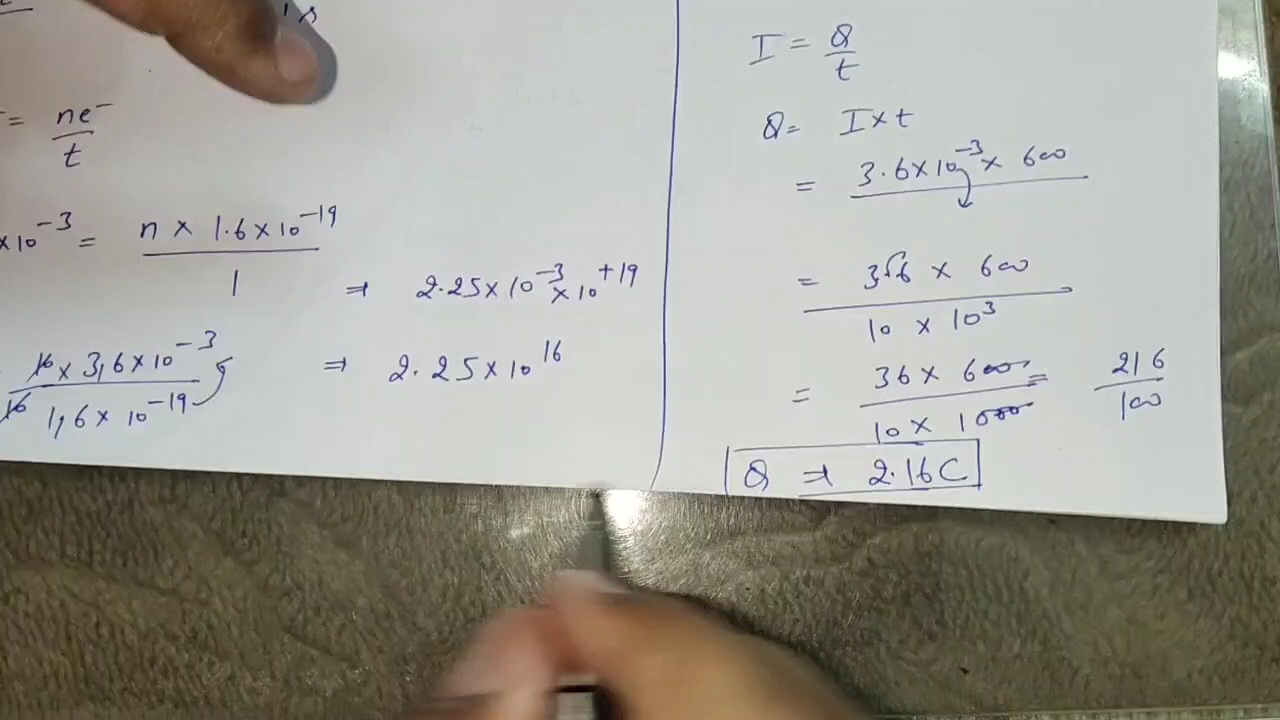 = ne⁻/t
×10⁻³ = n × 1.6×10⁻¹⁹/1
⇒ 2.25×10⁻³×10⁺¹⁹
16×3,6×10⁻³/16 1,6×10⁻¹⁹
⇒ 2.25×10¹⁶
I = Q/t
Q= I×t
= 3.6×10⁻³× 600
= 36 × 600/10 × 10³
= 36× 600/10 × 1000 = 216/100
Q ⇒ 2.16C